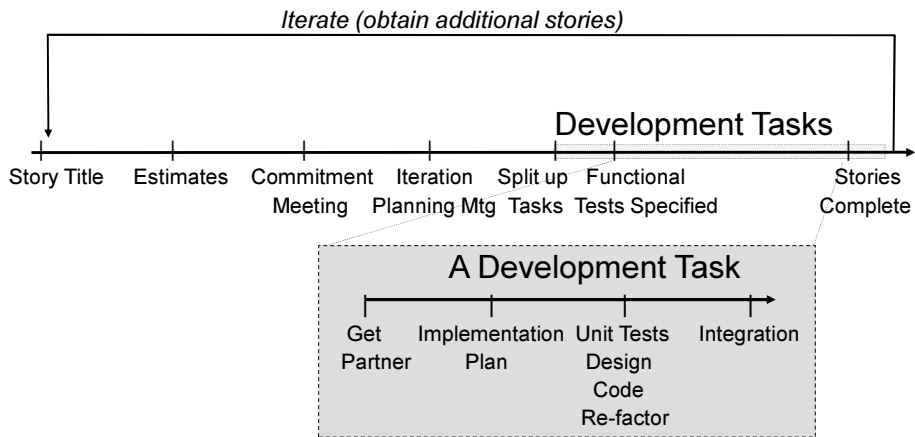 Iterate (obtain additional stories)
Development Tasks
Story Title
Estimates
Commitment
Meeting
Iteration
Planning Mtg
Split up
Tasks
Functional
Tests Specified
Stories
Complete
A Development Task
Get
Partner
Implementation
Plan
Unit Tests
Design
Code
Re-factor
Integration